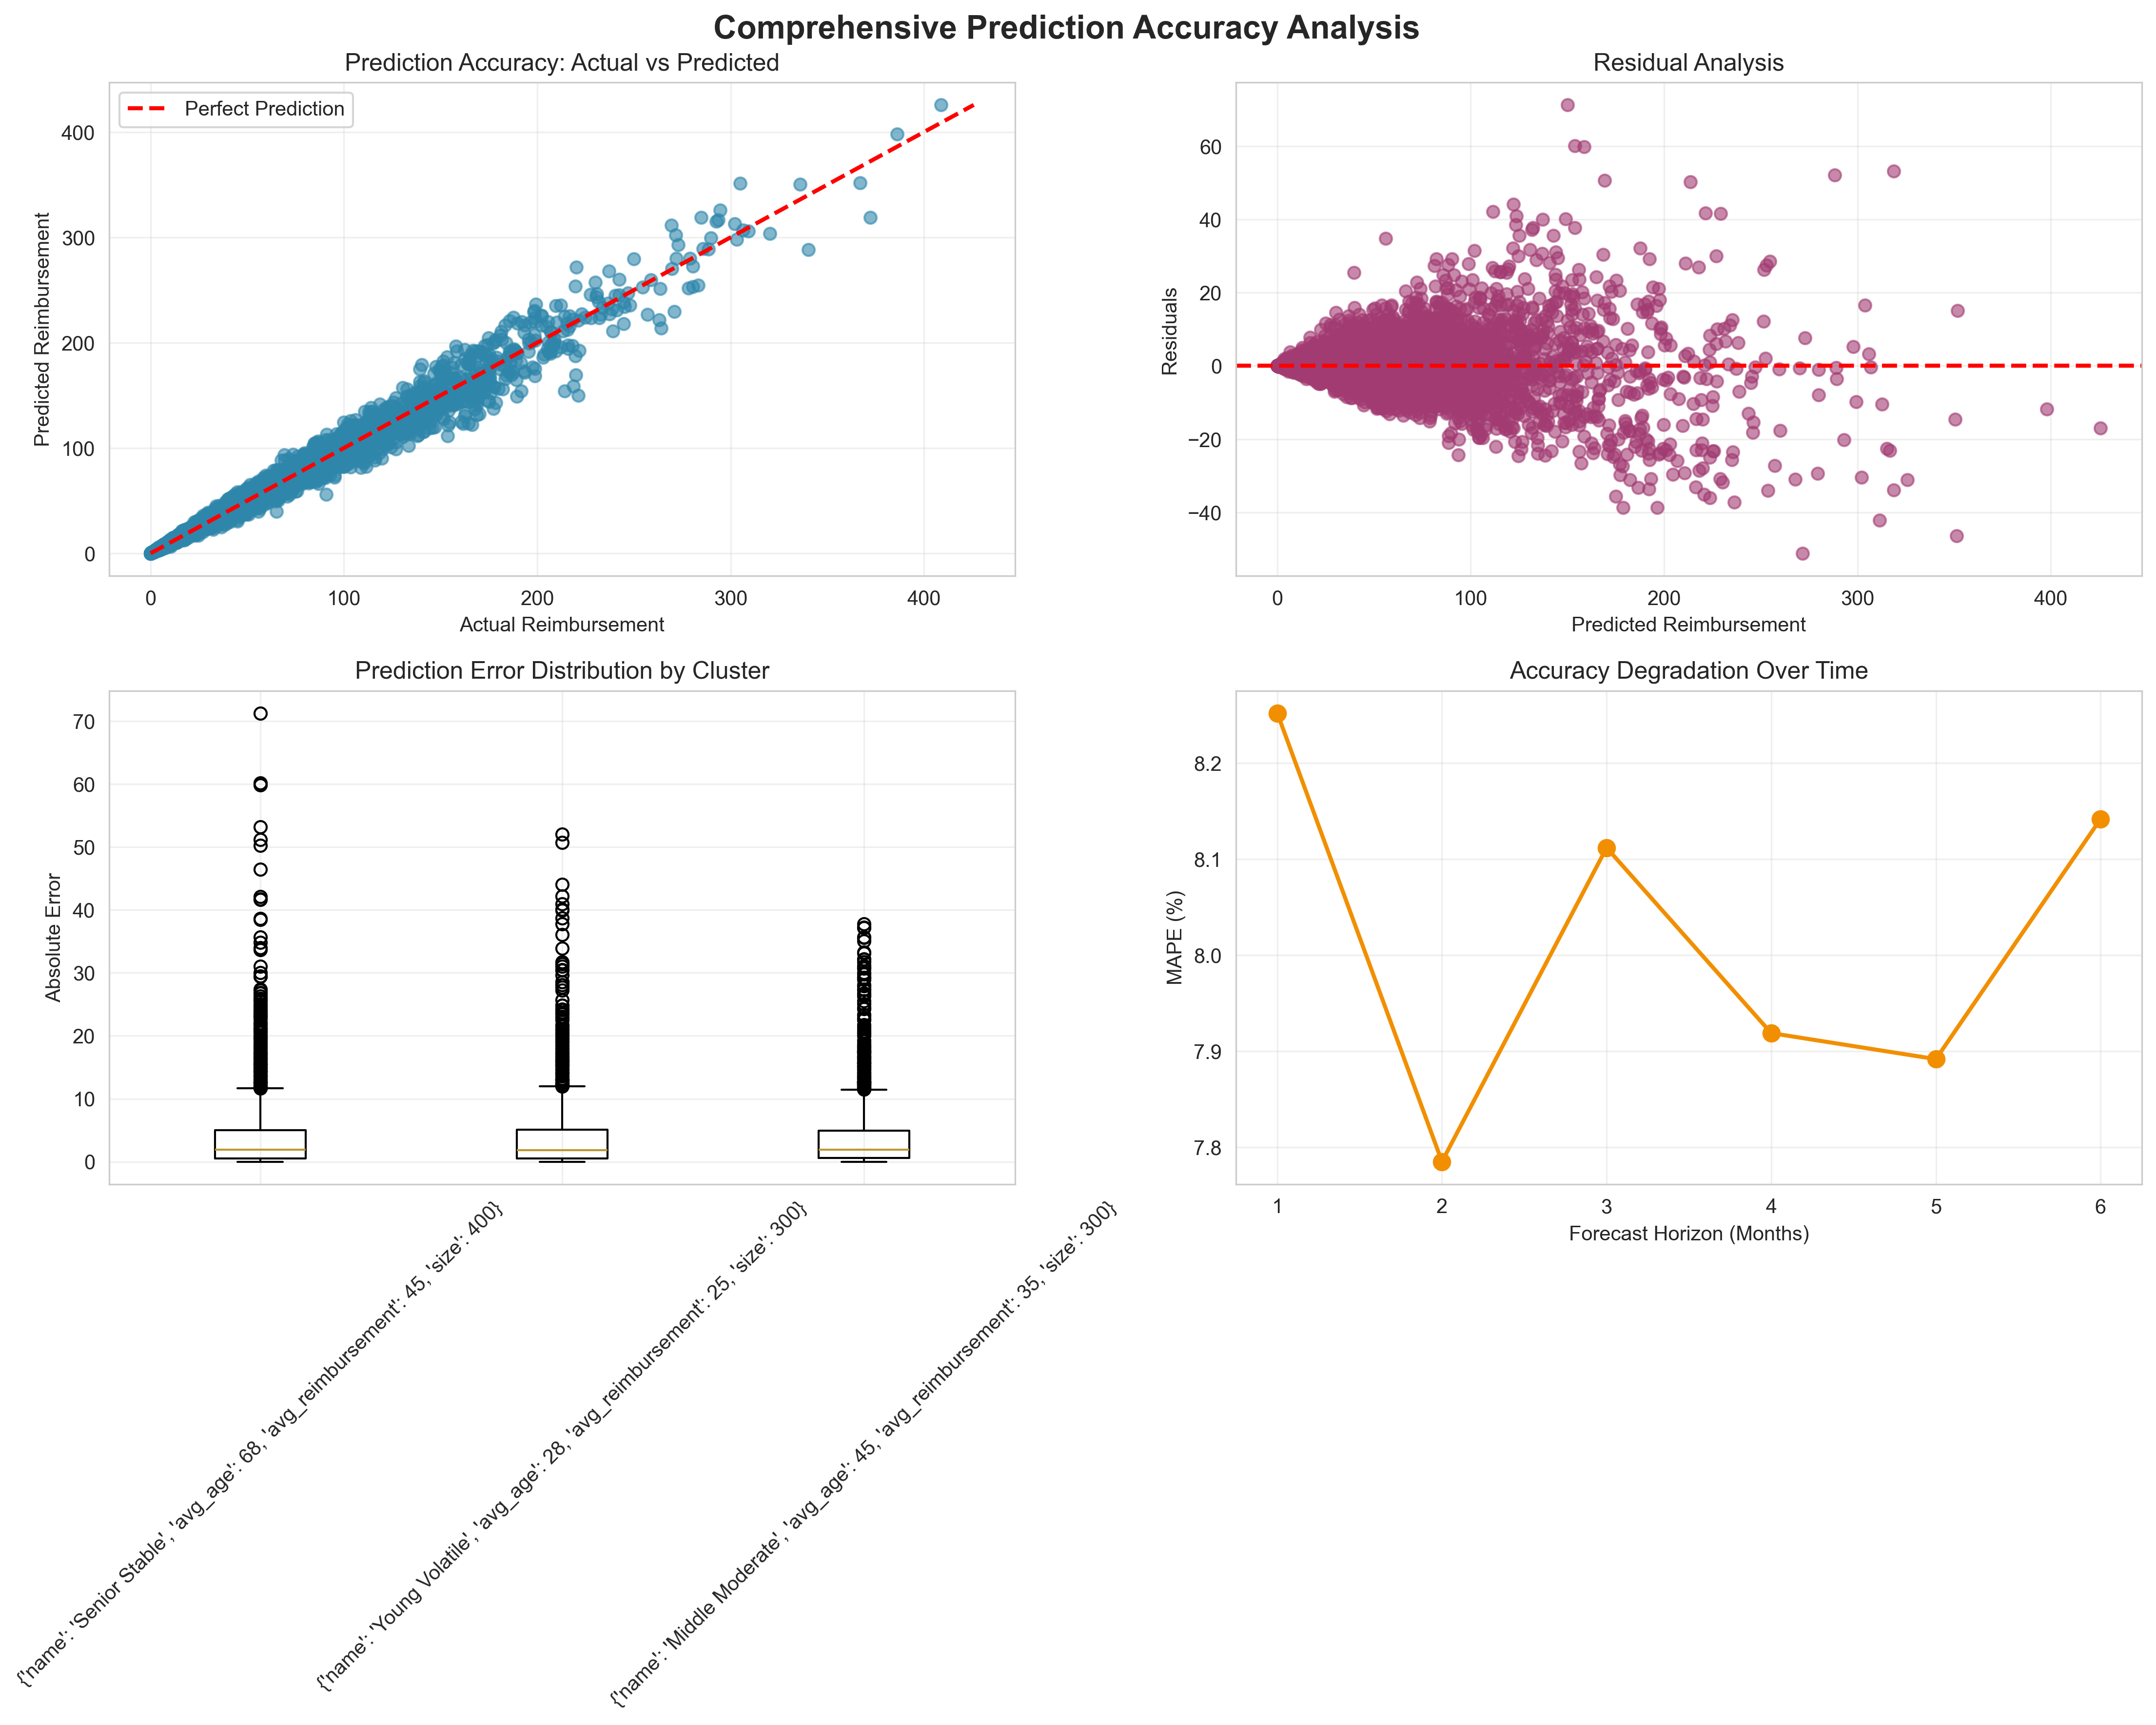 Comprehensive Prediction Accuracy Analysis
Prediction Accuracy: Actual vs Predicted
Perfect Prediction
Predicted Reimbursement
400
300
200
100
0
0 100 200 300 400
Actual Reimbursement
Residual Analysis
Residuals
60
40
20
0
−20
−40
0 100 200 300 400
Predicted Reimbursement
Prediction Error Distribution by Cluster
Absolute Error
70
60
50
40
30
20
10
0
{'name': 'Senior Stable', 'avg_age': 68, 'avg_reimbursement': 45, 'size': 400}
{'name': 'Young Volatile', 'avg_age': 28, 'avg_reimbursement': 25, 'size': 300}
{'name': 'Middle Moderate', 'avg_age': 45, 'avg_reimbursement': 35, 'size': 300}
Accuracy Degradation Over Time
MAPE (%)
8.2
8.1
8.0
7.9
7.8
1 2 3 4 5 6
Forecast Horizon (Months)